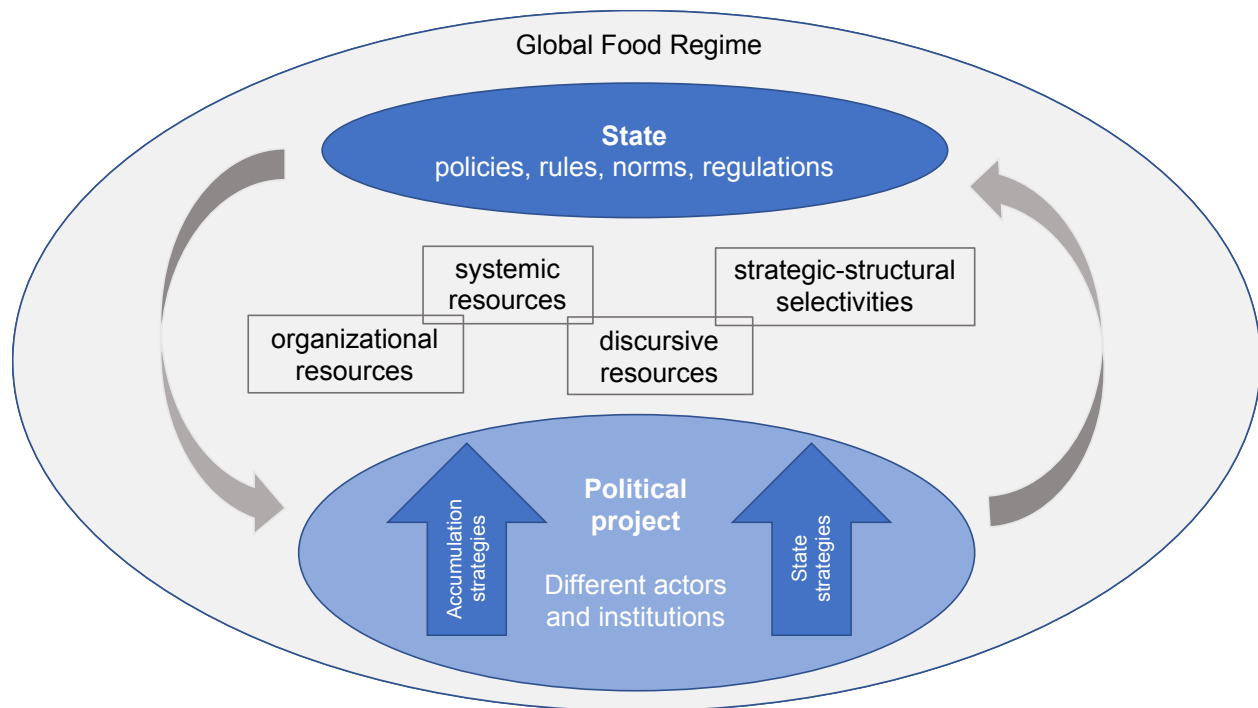 Global Food Regime
State
policies, rules, norms, regulations
systemic
resources
strategic-structural
selectivities
organizational
resources
discursive
resources
Accumulation
strategies
Political
project
Different actors
and institutions
State
strategies